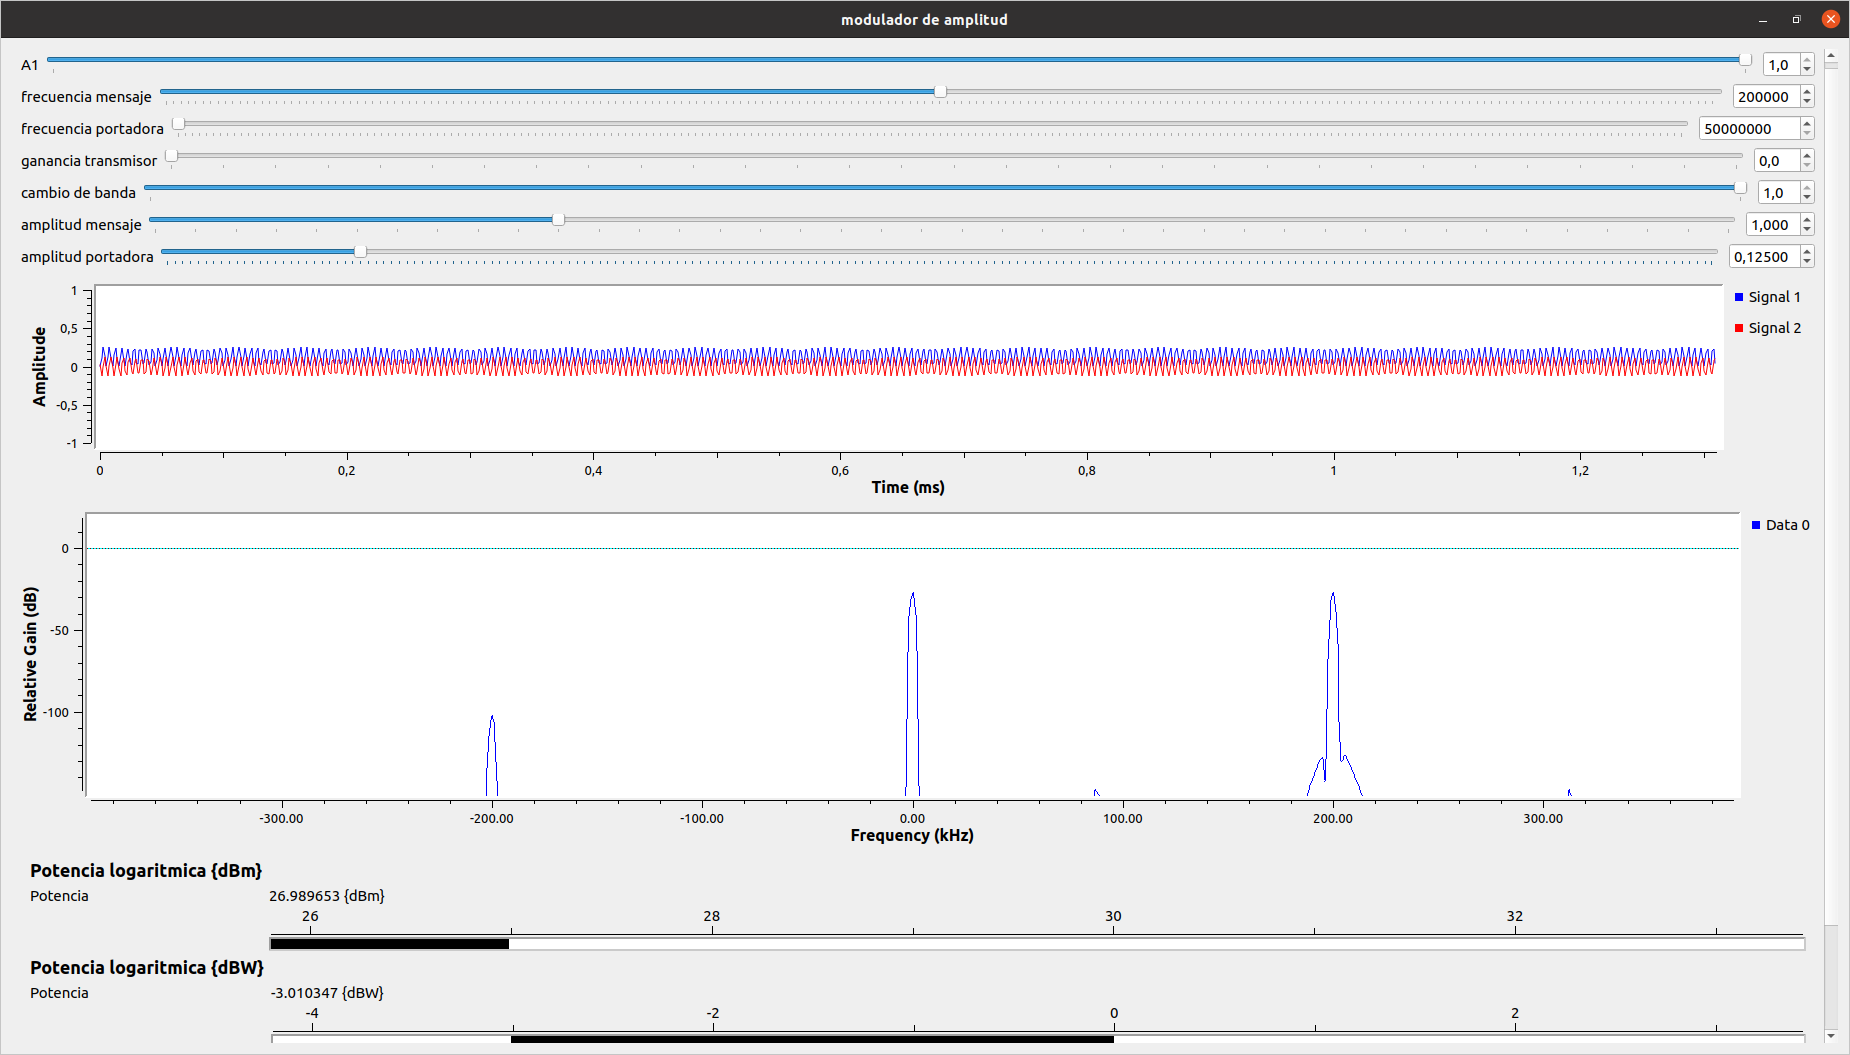 modulador de amplitud
A1 1,0
frecuencia mensaje 200000
frecuencia portadora 50000000
ganancia transmisor 0,0
cambio de banda 1,0
amplitud mensaje 1,000
amplitud portadora 0,12500
1
0,5
0
-0,5
-1
Amplitude
Signal 1
Signal 2
0 0,2 0,4 0,6 0,8 1 1,2
Time (ms)
0
-50
-100
Relative Gain (dB)
Data 0
-300.00 -200.00 -100.00 0.00 100.00 200.00 300.00
Frequency (kHz)
Potencia logaritmica {dBm}
Potencia 26.989653 {dBm}
26 28 30 32
Potencia logaritmica {dBW}
Potencia -3.010347 {dBW}
-4 -2 0 2